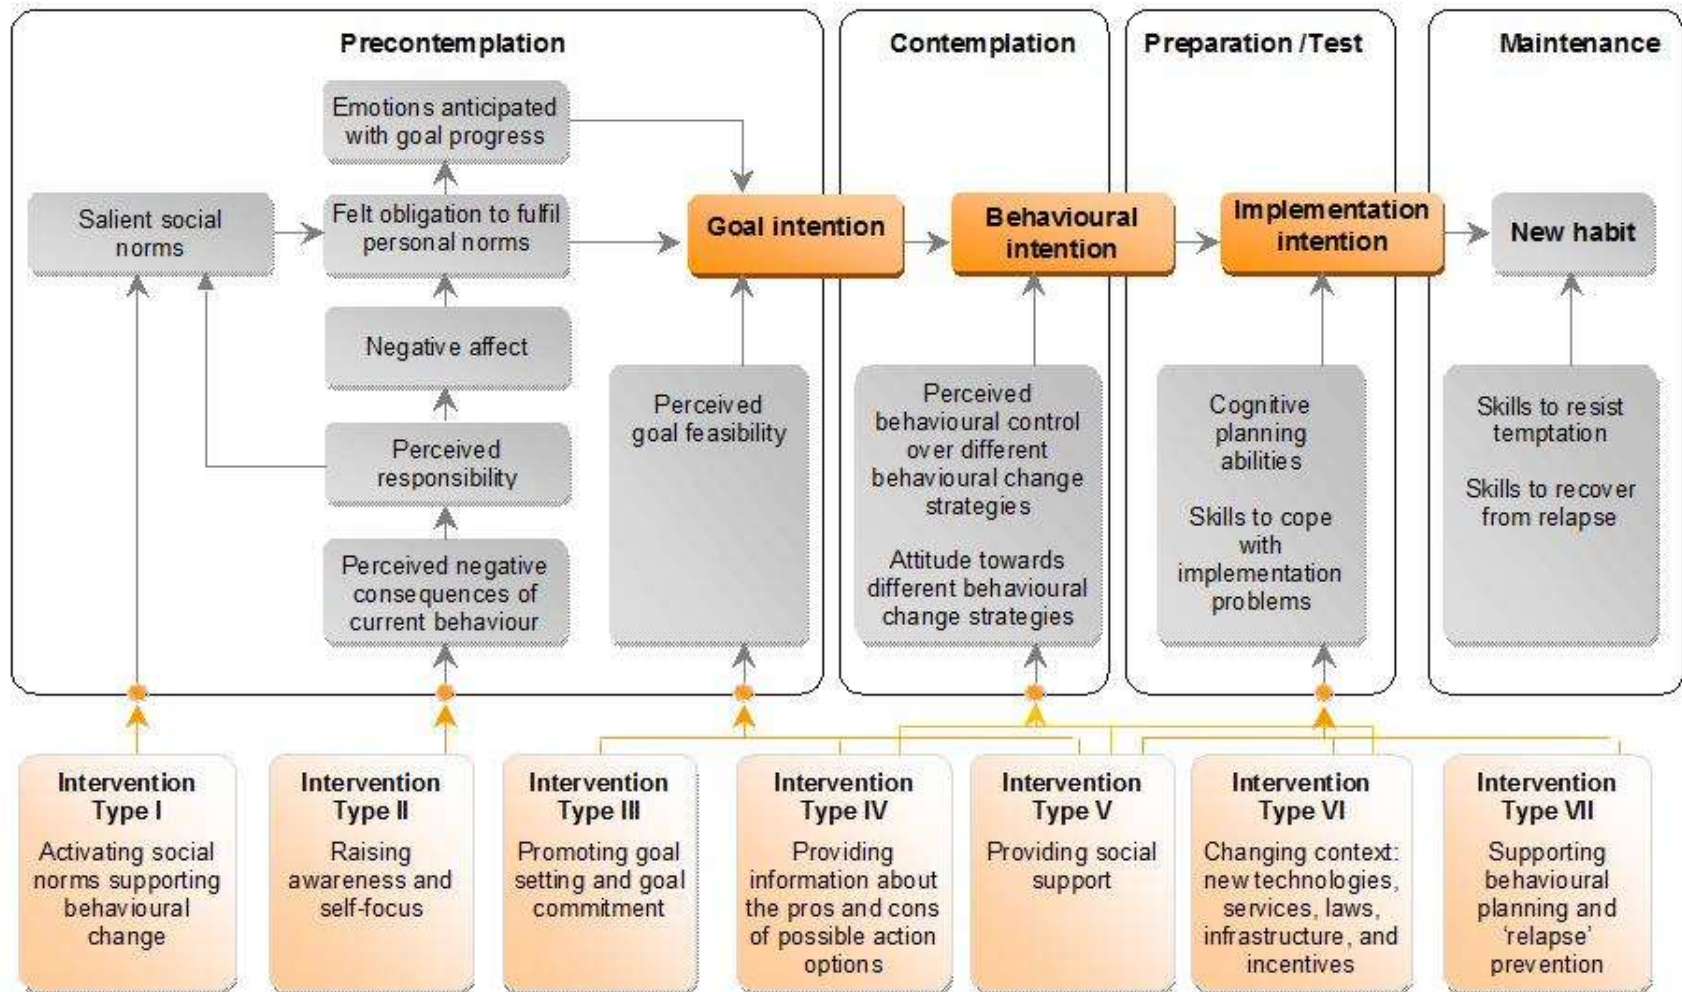 Precontemplation
Contemplation
Preparation /Test
Maintenance
Emotions anticipated
with goal progress
Salient social
norms
Felt obligation to fulfil
personal norms
Goal intention
Behavioural
intention
Implementation
intention
New habit
Negative affect
Perceived
responsibility
Perceived negative
consequences of
current behaviour
Perceived
goal feasibility
Perceived
behavioural control
over different
behavioural change
strategies
Attitude towards
different behavioural
change strategies
Cognitive
planning
abilities
Skills to cope
with
implementation
problems
Skills to resist
temptation
Skills to recover
from relapse
Intervention
Type I
Activating social
norms supporting
behavioural
change
Intervention
Type II
Raising
awareness and
self-focus
Intervention
Type III
Promoting goal
setting and goal
commitment
Intervention
Type IV
Providing
information about
the pros and cons
of possible action
options
Intervention
Type V
Providing social
support
Intervention
Type VI
Changing context:
new technologies,
services, laws,
infrastructure, and
incentives
Intervention
Type VII
Supporting
behavioural
planning and
‘relapse’
prevention